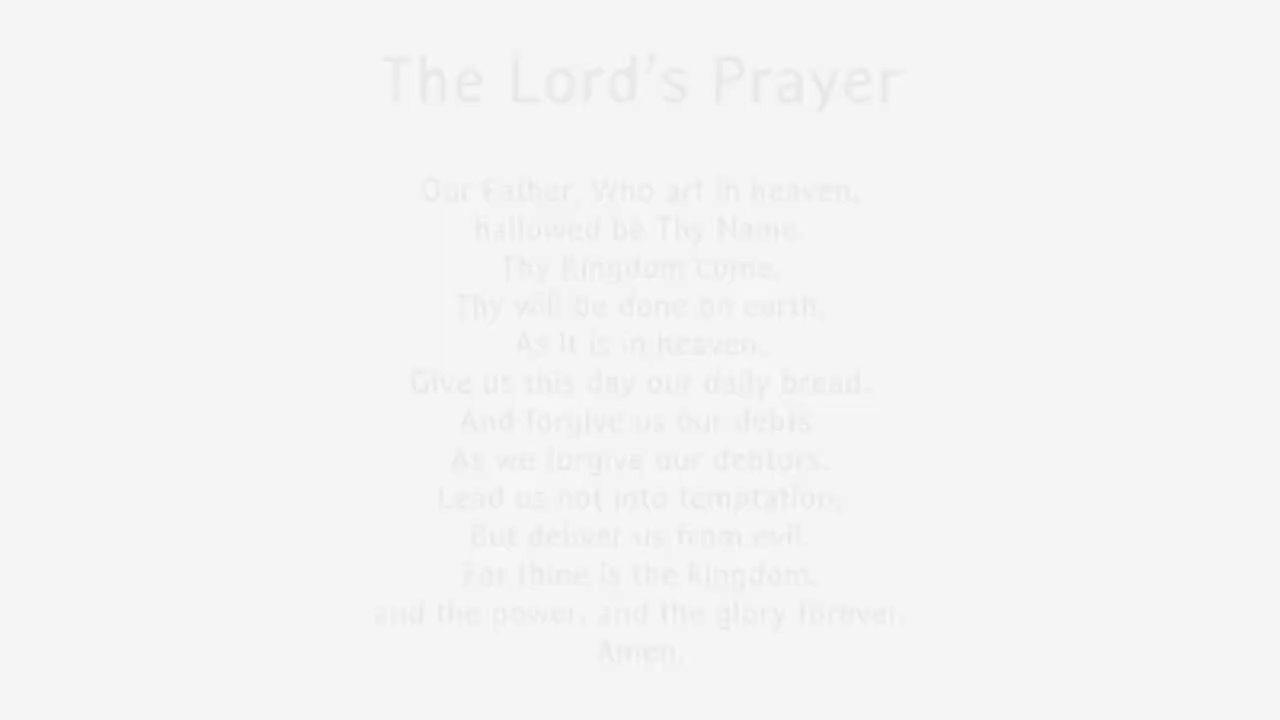 The Lord's Prayer
Our Father, Who art in heaven,
hallowed be Thy Name.
Thy Kingdom come.
Thy will be done on earth,
As it is in heaven.
Give us this day our daily bread.
And forgive us our debts
As we forgive our debtors.
Lead us not into temptation,
But deliver us from evil.
For thine is the kingdom,
and the power, and the glory forever.
Amen.